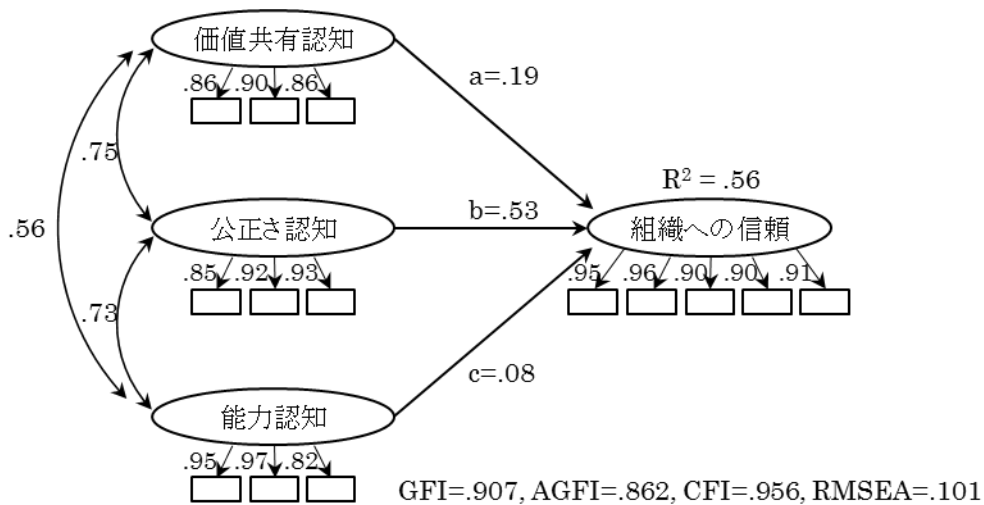 価値共有認知
.86 .90 .86
a=.19
.75
R² = .56
.56
公正さ認知
b=.53
組織への信頼
.85 .92 .93
.95 .96 .90 .90 .91
.73
c=.08
能力認知
.95 .97 .82
GFI=.907, AGFI=.862, CFI=.956, RMSEA=.101